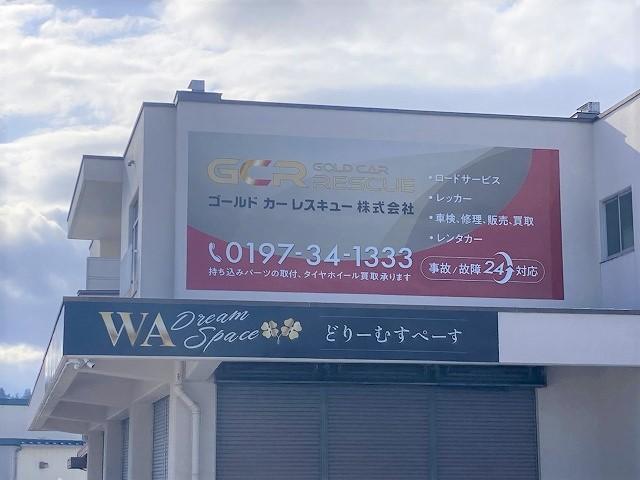 GCR GOLD CAR RESCUE
ゴールド カー レスキュー 株式会社
0197-34-1333
持ち込みパーツの取付、タイヤホイール買取承ります
・ロードサービス
・レッカー
・車検、修理、販売、買取
・レンタカー
事故/故障 24 対応
WA Dream Space どりーむすぺーす